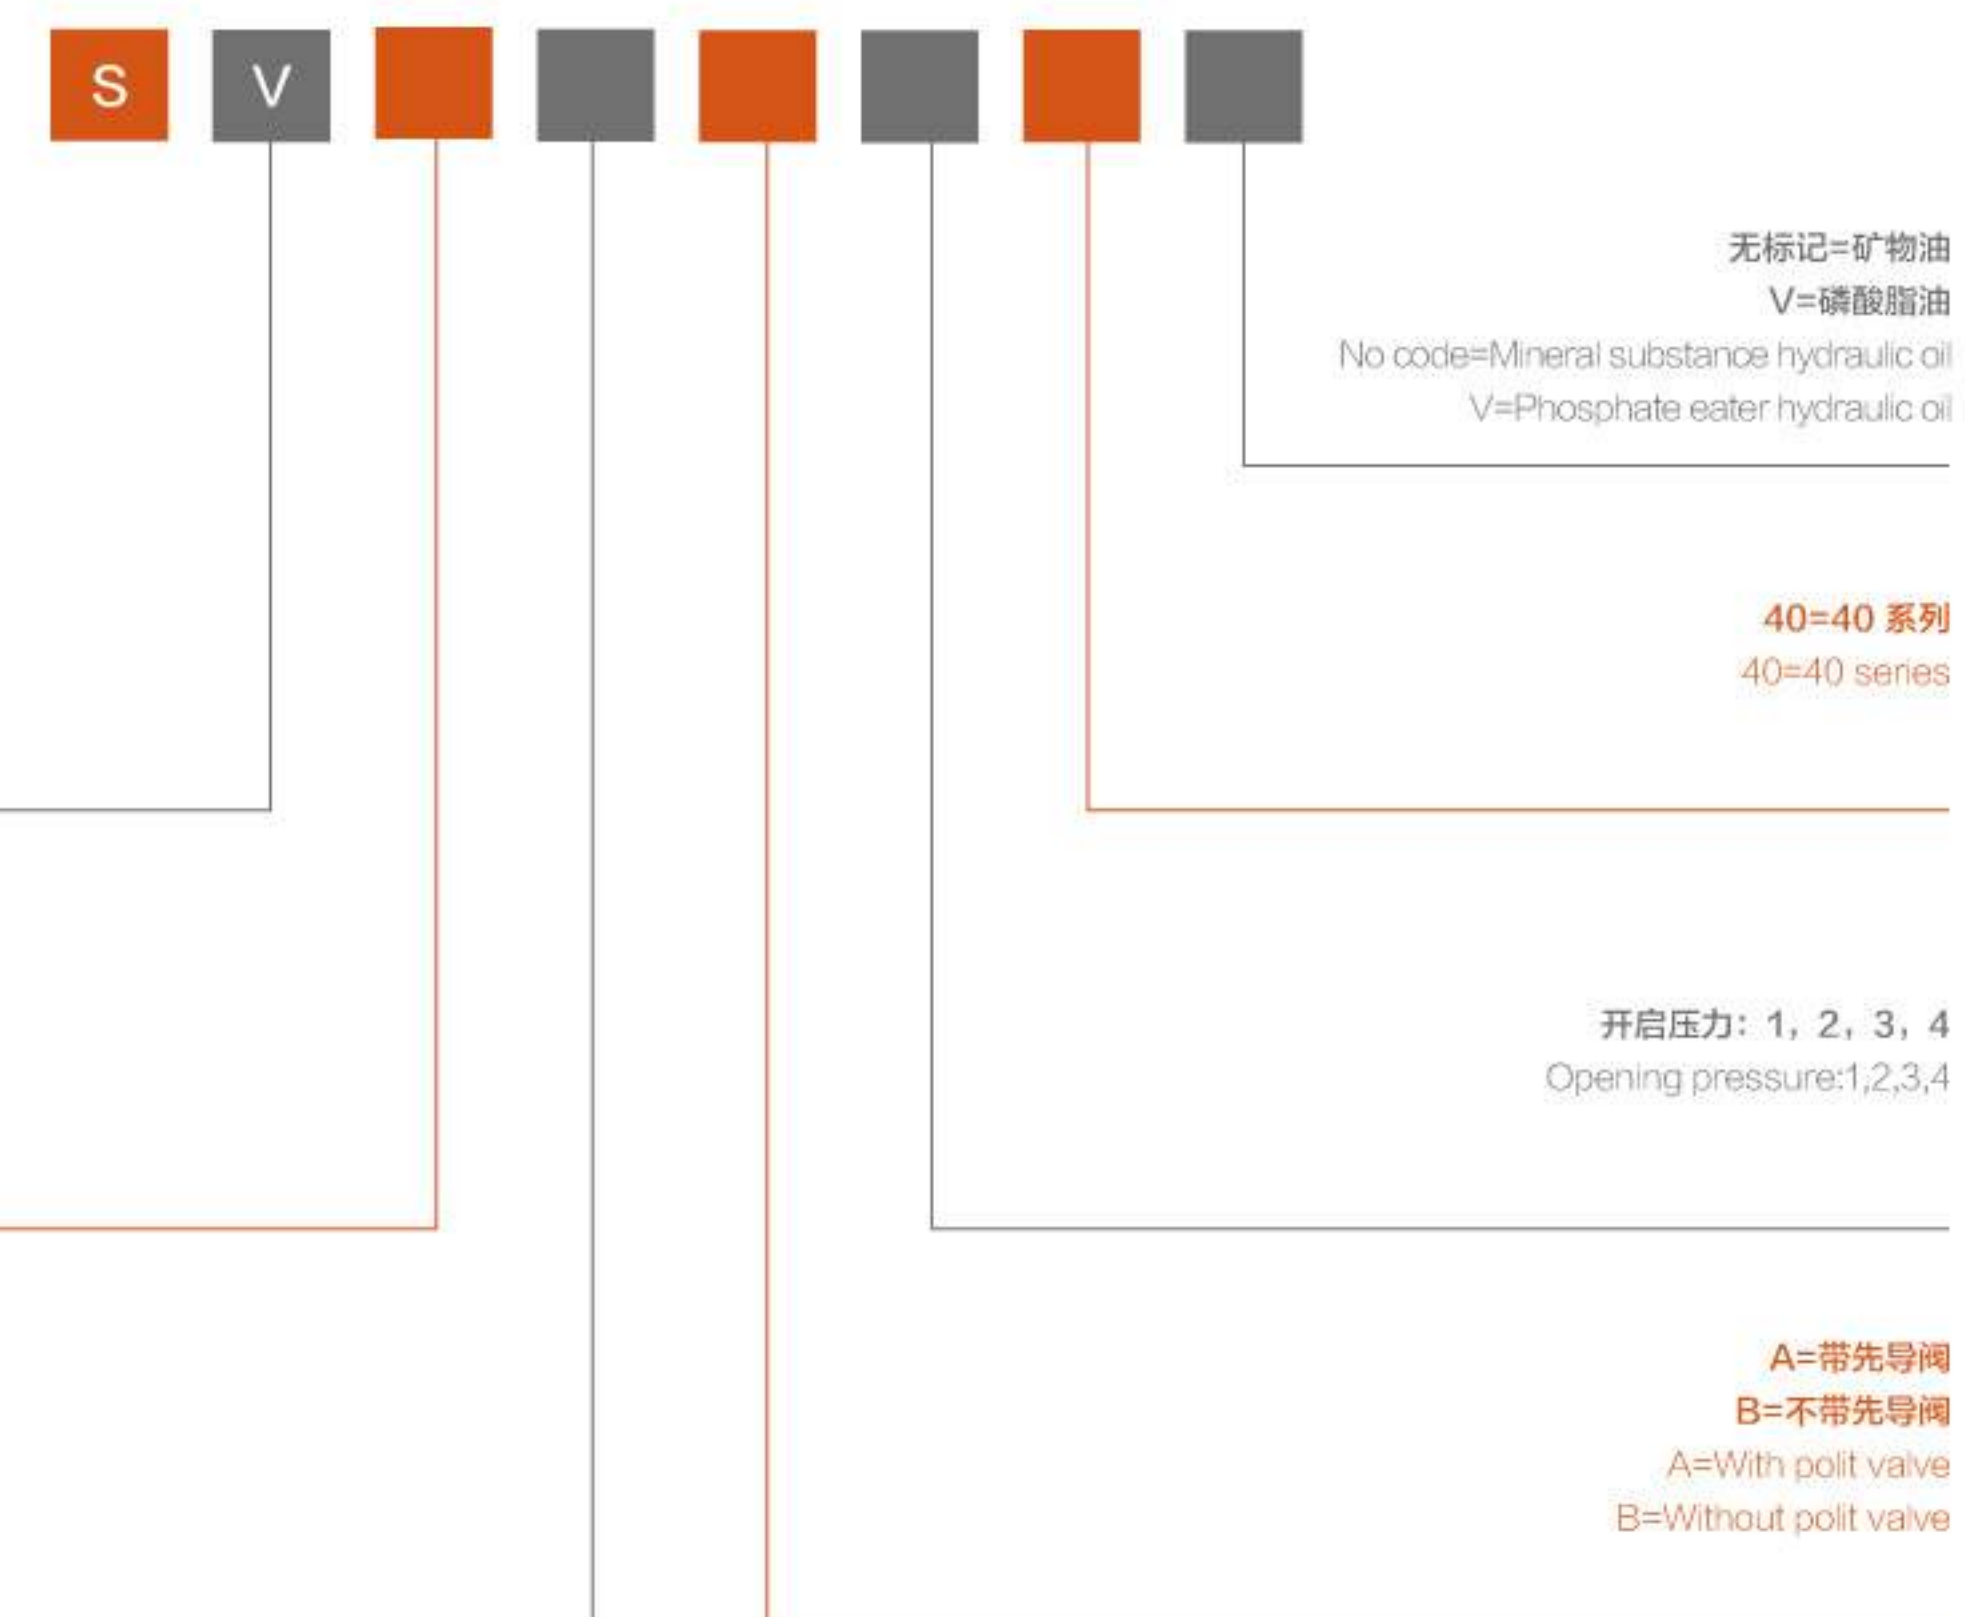 S V
无标记=矿物油
V=磷酸脂油
No code=Mineral substance hydraulic oil
V=Phosphate eater hydraulic oil
40=40 系列
40=40 series
开启压力：1，2，3，4
Opening pressure:1,2,3,4
A=带先导阀
B=不带先导阀
A=With polit valve
B=Without polit valve